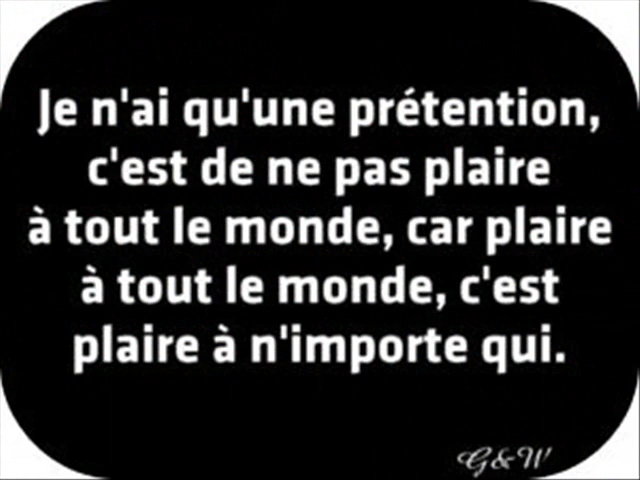 Je n'ai qu'une prétention,
c'est de ne pas plaire
à tout le monde, car plaire
à tout le monde, c'est
plaire à n'importe qui.
G&W